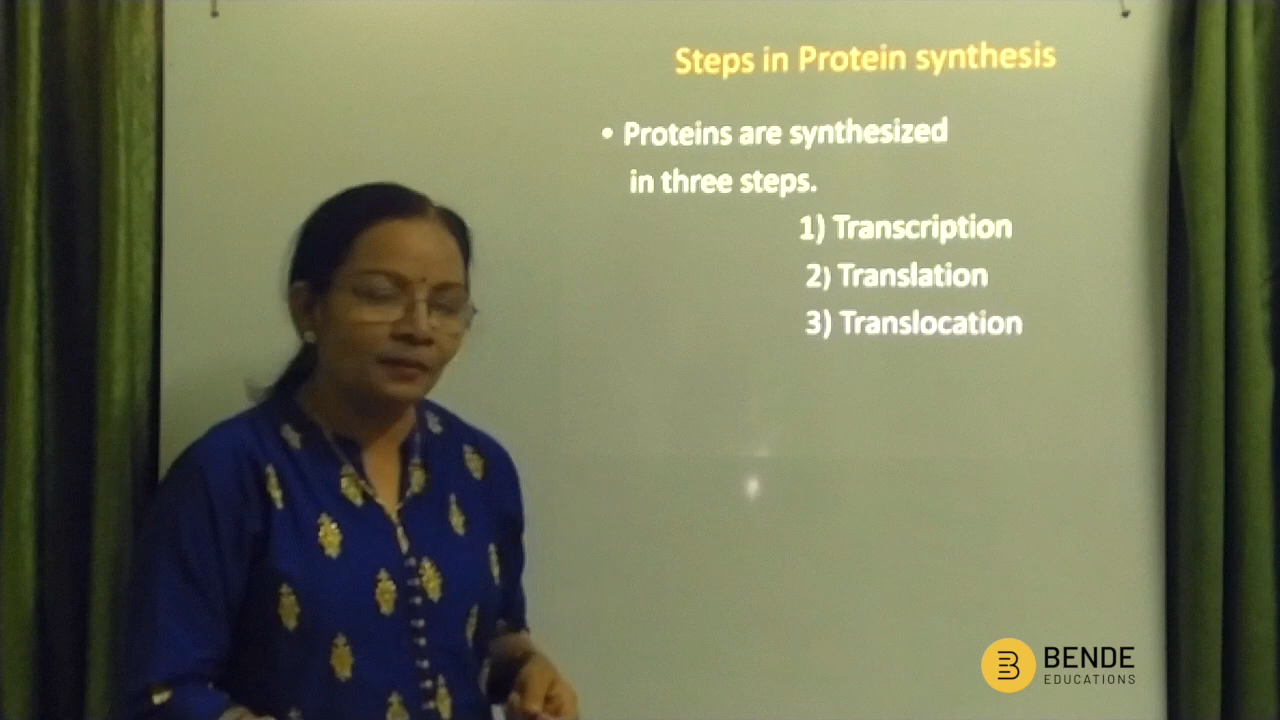 Steps in Protein synthesis
• Proteins are synthesized
in three steps.
1) Transcription
2) Translation
3) Translocation
BENDE
EDUCATIONS